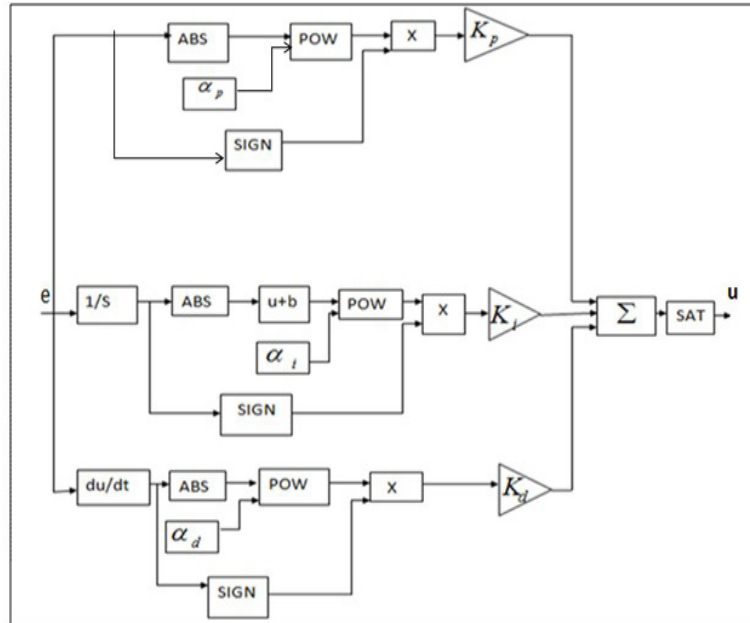 ABS
POW
X
K_p
α_p
SIGN
e
1/S
ABS
u+b
POW
X
K_i
Σ
SAT
u
α_i
SIGN
du/dt
ABS
POW
X
K_d
α_d
SIGN